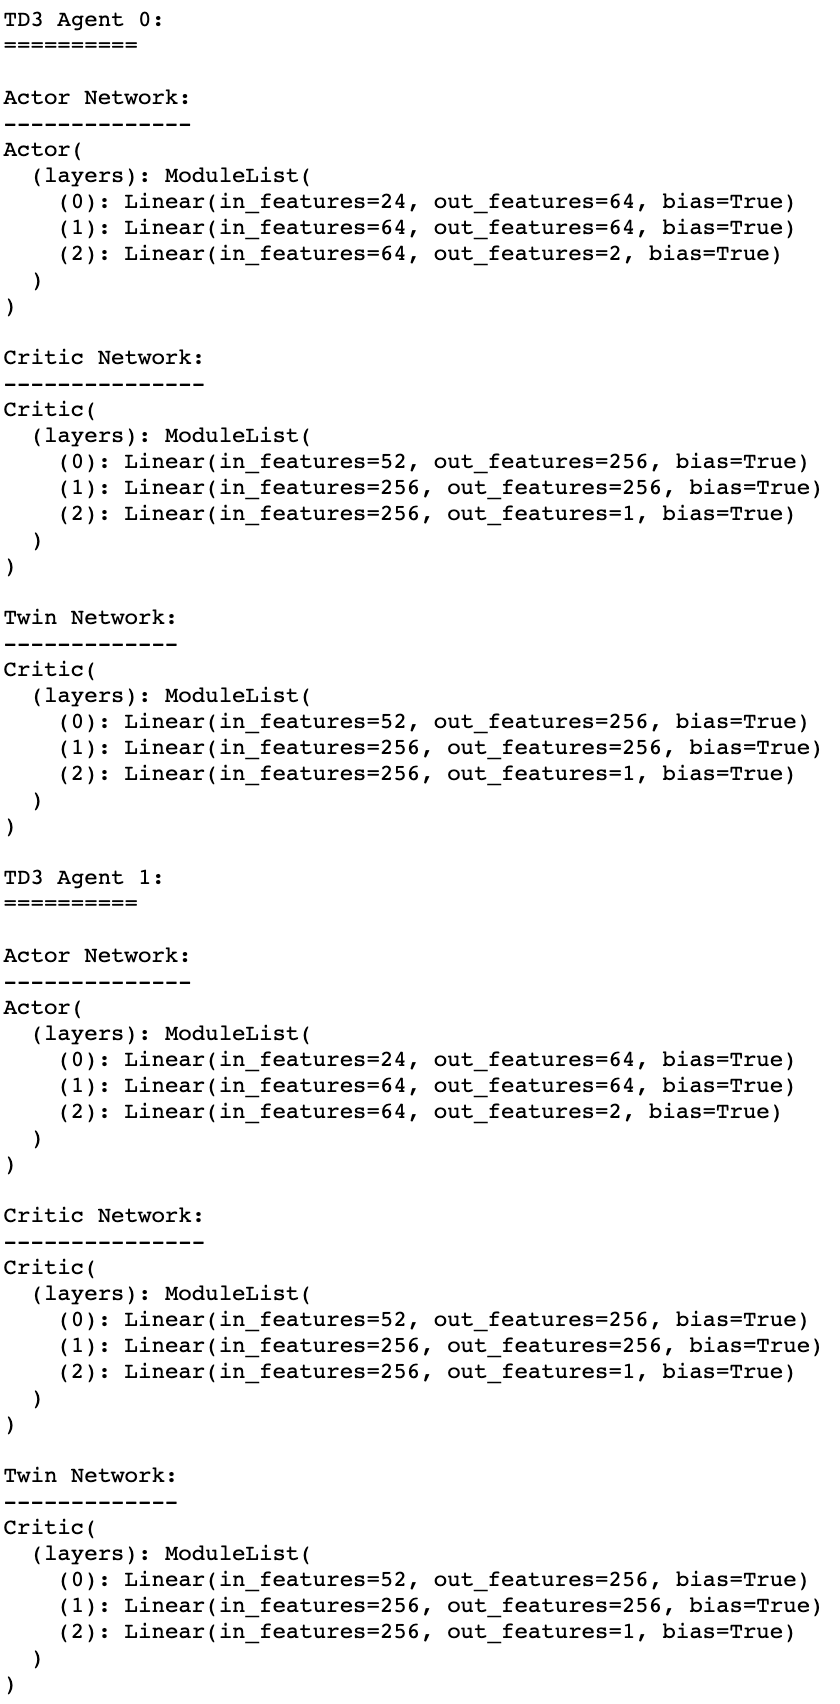 TD3 Agent 0:
==========
Actor Network:
--------------
Actor(
  (layers): ModuleList(
    (0): Linear(in_features=24, out_features=64, bias=True)
    (1): Linear(in_features=64, out_features=64, bias=True)
    (2): Linear(in_features=64, out_features=2, bias=True)
  )
)
Critic Network:
---------------
Critic(
  (layers): ModuleList(
    (0): Linear(in_features=52, out_features=256, bias=True)
    (1): Linear(in_features=256, out_features=256, bias=True)
    (2): Linear(in_features=256, out_features=1, bias=True)
  )
)
Twin Network:
-------------
Critic(
  (layers): ModuleList(
    (0): Linear(in_features=52, out_features=256, bias=True)
    (1): Linear(in_features=256, out_features=256, bias=True)
    (2): Linear(in_features=256, out_features=1, bias=True)
  )
)
TD3 Agent 1:
==========
Actor Network:
--------------
Actor(
  (layers): ModuleList(
    (0): Linear(in_features=24, out_features=64, bias=True)
    (1): Linear(in_features=64, out_features=64, bias=True)
    (2): Linear(in_features=64, out_features=2, bias=True)
  )
)
Critic Network:
---------------
Critic(
  (layers): ModuleList(
    (0): Linear(in_features=52, out_features=256, bias=True)
    (1): Linear(in_features=256, out_features=256, bias=True)
    (2): Linear(in_features=256, out_features=1, bias=True)
  )
)
Twin Network:
-------------
Critic(
  (layers): ModuleList(
    (0): Linear(in_features=52, out_features=256, bias=True)
    (1): Linear(in_features=256, out_features=256, bias=True)
    (2): Linear(in_features=256, out_features=1, bias=True)
  )
)